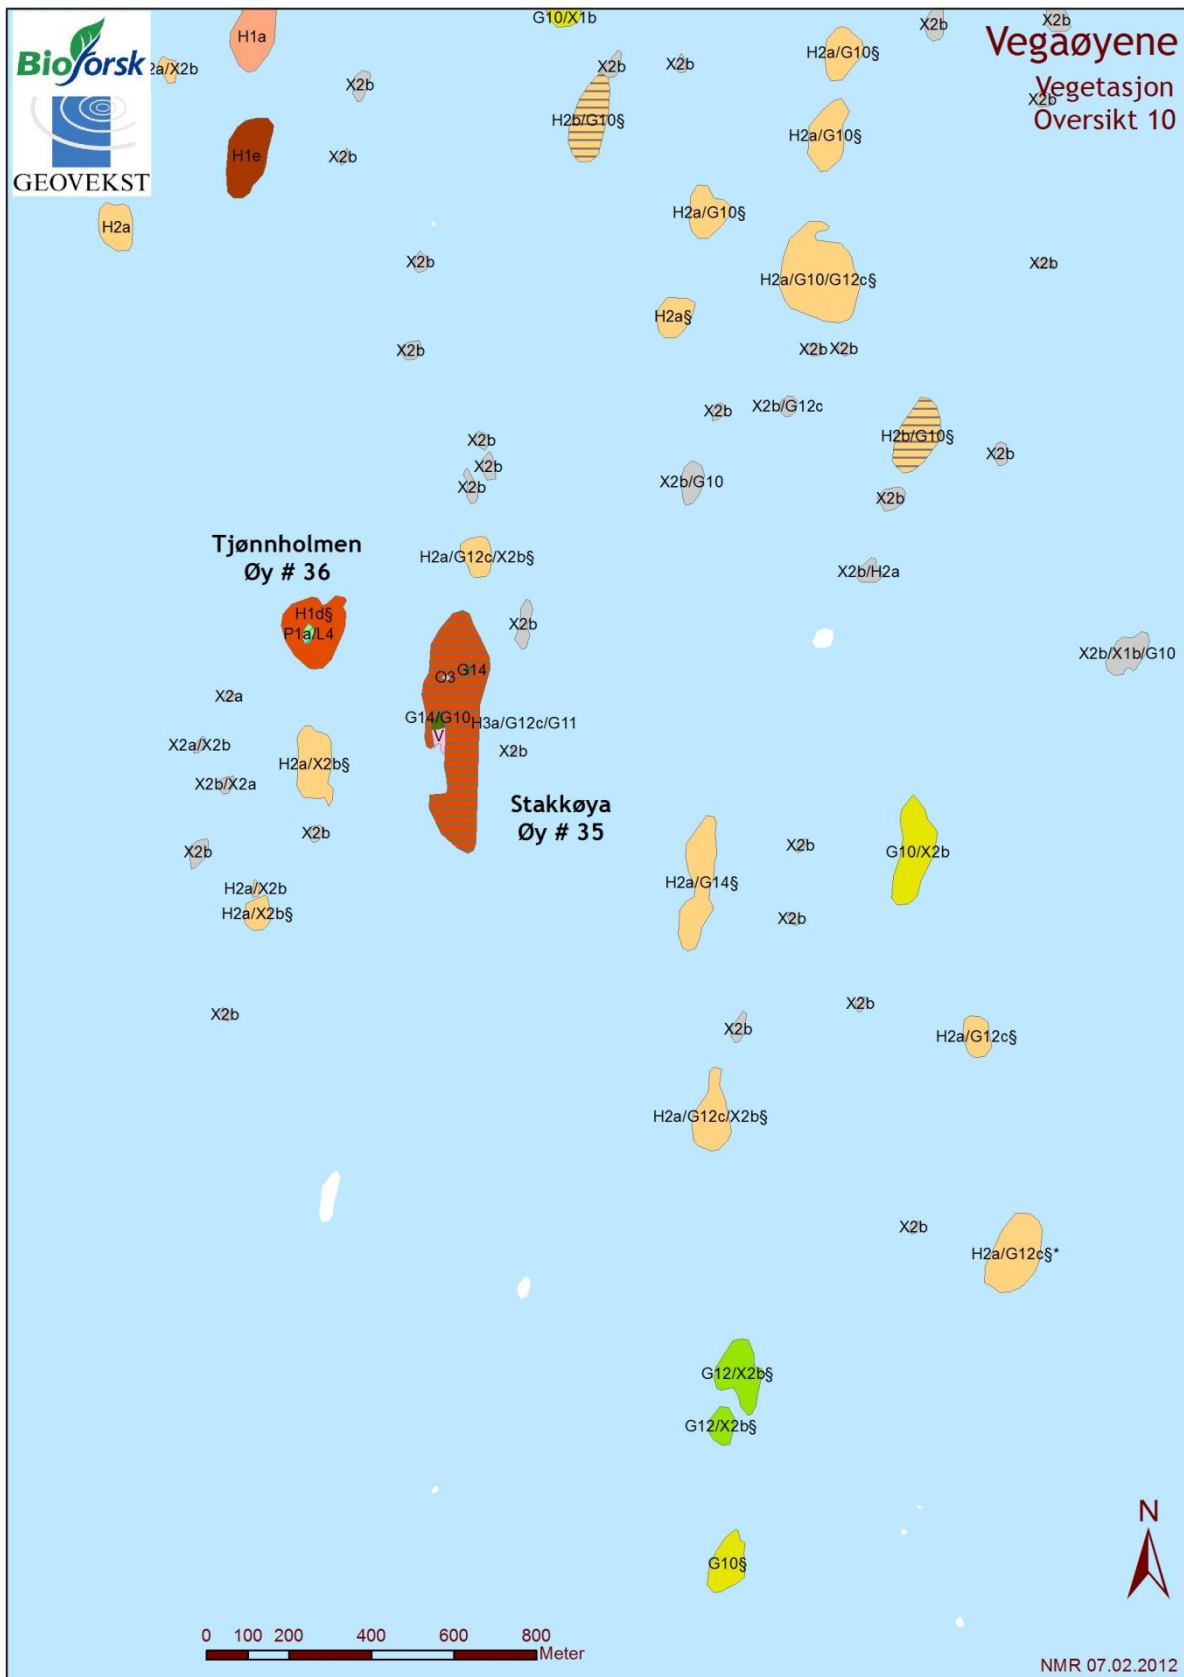 G10/X1b
X2b
X2b
Vegaøyene
Bioforsk
H1a
H2a/G10§
2a/X2b
X2b
X2b
X2b
Vegetasjon
X2b
Oversikt 10
H2b/G10§
H2a/G10§
H1e
X2b
GEOVEKST
H2a
H2a/G10§
X2b
X2b
H2a/G10/G12c§
H2a§
X2b
X2b
X2b
X2b
X2b/G12c
X2b
H2b/G10§
X2b
X2b
X2b
X2b/G10
X2b
X2b
Tjønnholmen
Øy # 36
H2a/G12c/X2b§
X2b/H2a
H1d§
P1a/L4
X2b
X2b/X1b/G10
G14
O3
X2a
G14/G10
H3a/G12c/G11
V
X2a/X2b
X2b
H2a/X2b§
X2b/X2a
Stakkøya
Øy # 35
X2b
X2b
X2b
G10/X2b
H2a/G14§
H2a/X2b
H2a/X2b§
X2b
X2b
X2b
X2b
H2a/G12c§
H2a/G12c/X2b§
X2b
H2a/G12c§*
G12/X2b§
G12/X2b§
N
G10§
0 100 200 400 600 800
Meter
NMR 07.02.2012